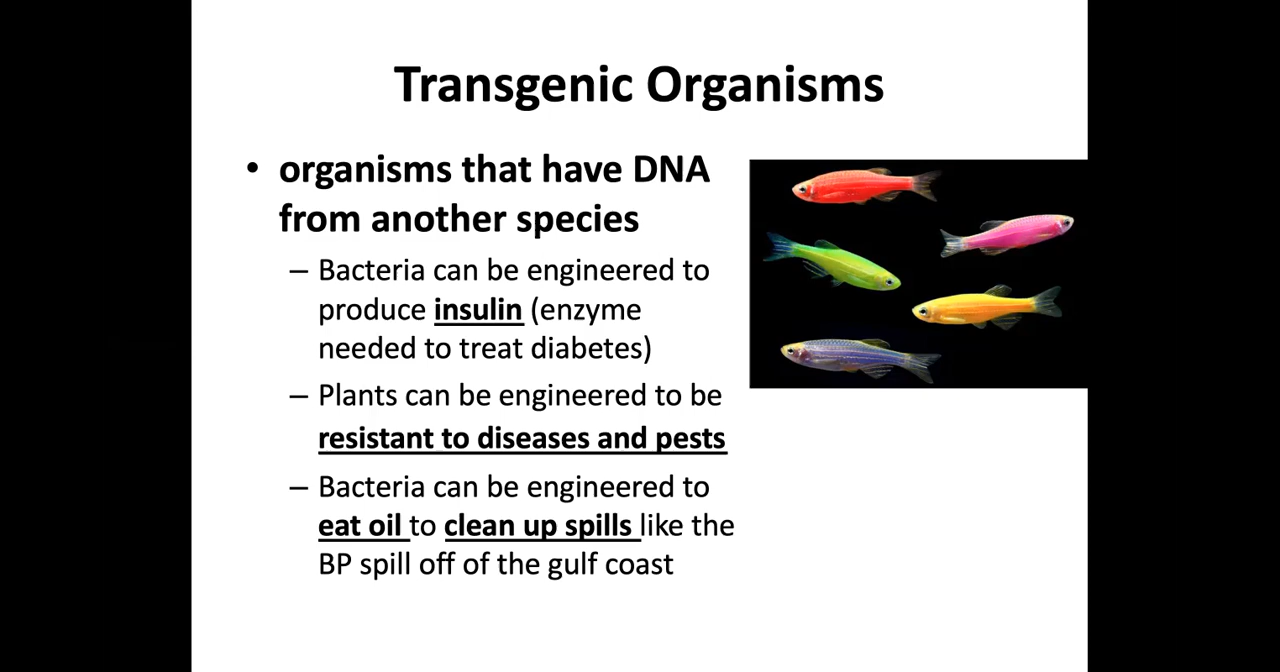 Transgenic Organisms
• organisms that have DNA
from another species
– Bacteria can be engineered to
produce insulin (enzyme
needed to treat diabetes)
– Plants can be engineered to be
resistant to diseases and pests
– Bacteria can be engineered to
eat oil to clean up spills like the
BP spill off of the gulf coast